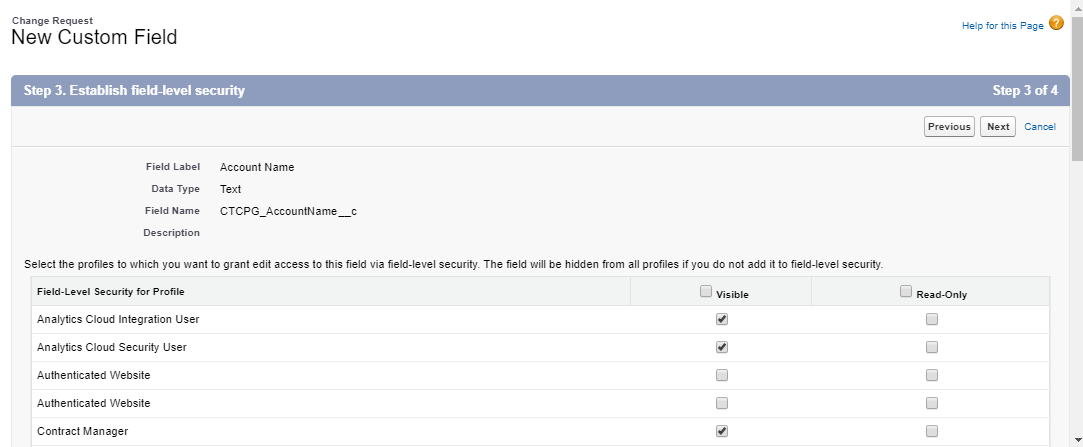 Change Request
New Custom Field
Help for this Page ?
Step 3. Establish field-level security Step 3 of 4
Previous Next Cancel
Field Label Account Name
Data Type Text
Field Name CTCPG_AccountName__c
Description
Select the profiles to which you want to grant edit access to this field via field-level security. The field will be hidden from all profiles if you do not add it to field-level security.
Field-Level Security for Profile Visible Read-Only
Analytics Cloud Integration User
Analytics Cloud Security User
Authenticated Website
Authenticated Website
Contract Manager